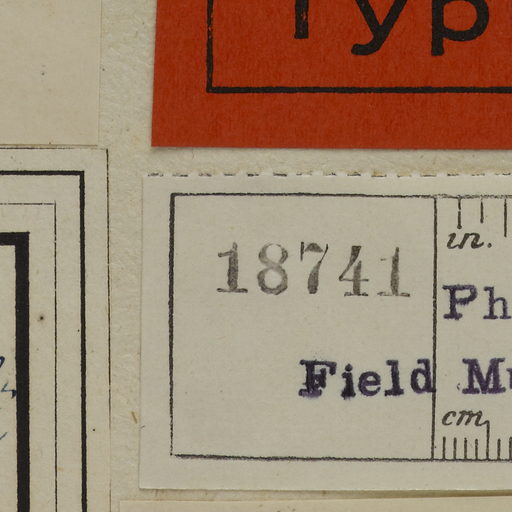 Typ
in.
18741
Ph
Field Mu
cm